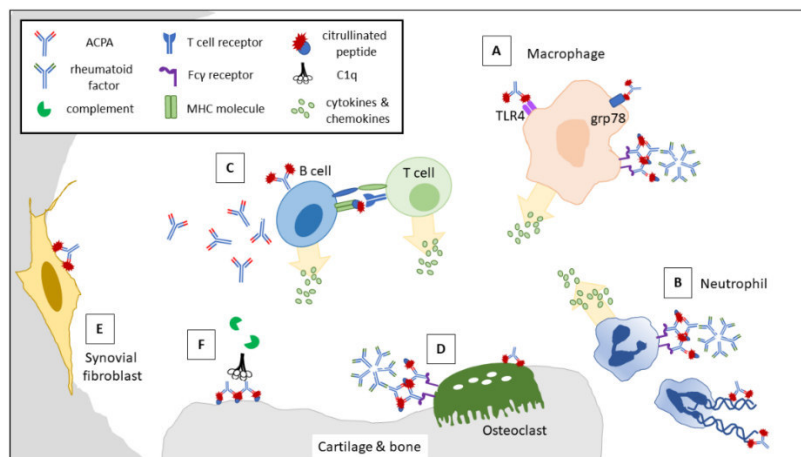 ACPA
T cell receptor
citrullinated
peptide
rheumatoid
factor
Fcγ receptor
C1q
complement
MHC molecule
cytokines &
chemokines
A
Macrophage
TLR4
grp78
C
B cell
T cell
B
Neutrophil
E
Synovial
fibroblast
F
D
Osteoclast
Cartilage & bone